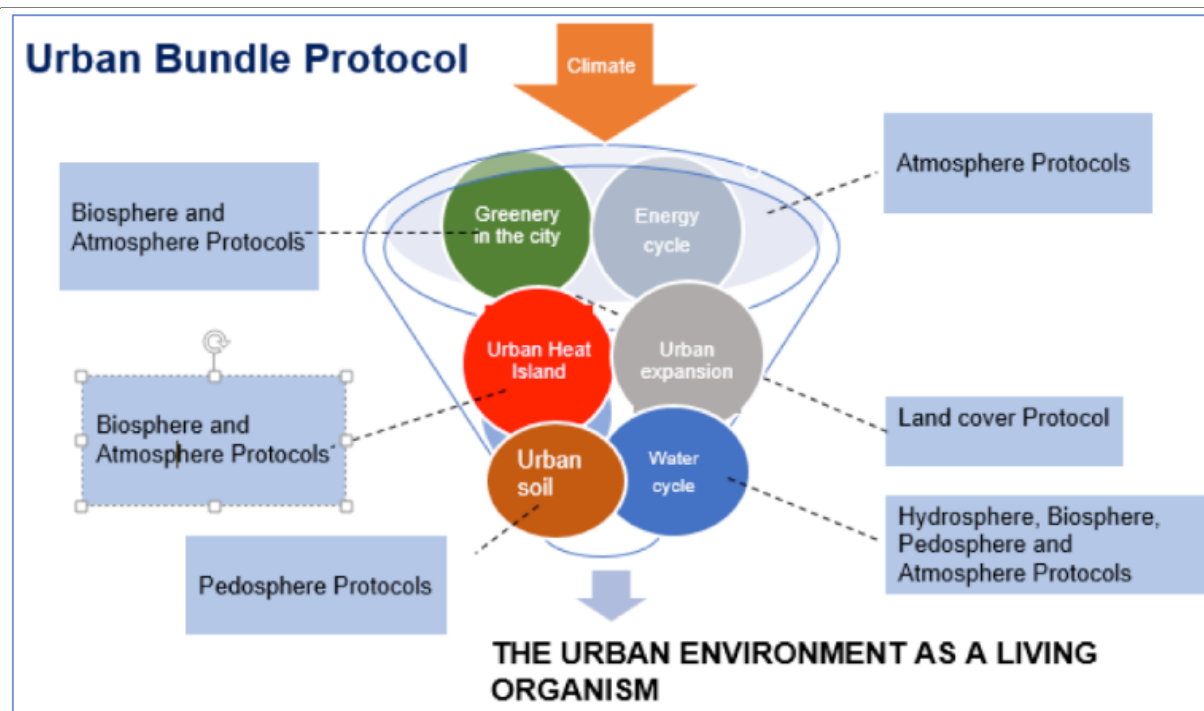 Urban Bundle Protocol
Climate
Atmosphere Protocols
Biosphere and
Atmosphere Protocols
Greenery
in the city
Energy
cycle
Urban Heat
Island
Urban
expansion
Biosphere and
Atmosphere Protocols
Land cover Protocol
Urban
soil
Water
cycle
Hydrosphere, Biosphere,
Pedosphere and
Atmosphere Protocols
Pedosphere Protocols
THE URBAN ENVIRONMENT AS A LIVING
ORGANISM